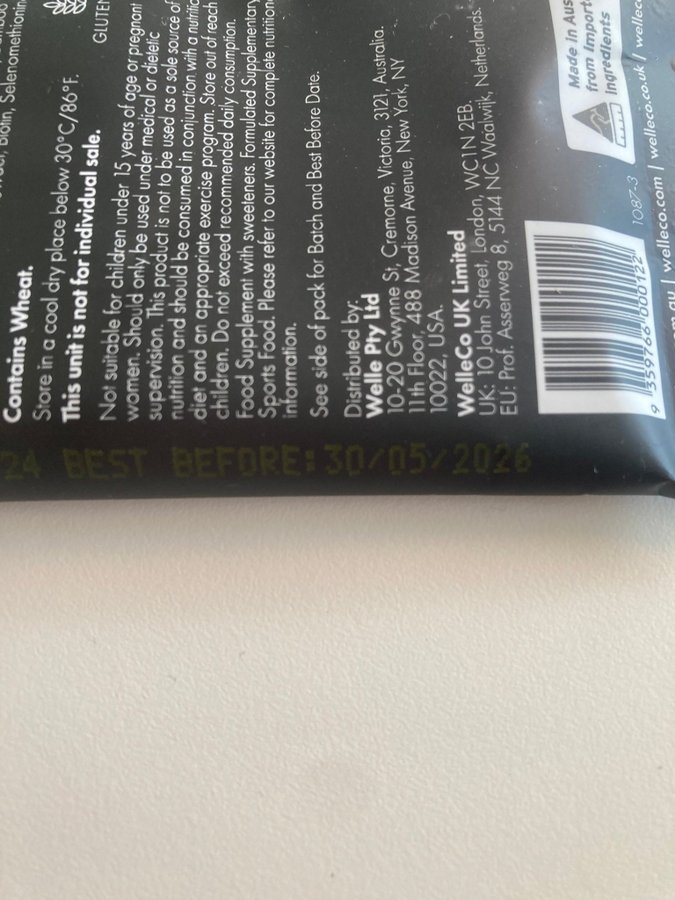 Biotin, Selenomethionine
GLUTEN
Contains Wheat.
Store in a cool dry place below 30°C/86°F.
This unit is not for individual sale.
Not suitable for children under 15 years of age or pregnant
women. Should only be used under medical or dietetic
supervision. This product is not to be used as a sole source of
nutrition and should be consumed in conjunction with a nutritio
diet and an appropriate exercise program. Store out of reach
children. Do not exceed recommended daily consumption.
Food Supplement with sweeteners. Formulated Supplementary
Sports Food. Please refer to our website for complete nutritiona
information.
See side of pack for Batch and Best Before Date.
Distributed by:
Welle Pty Ltd
10-20 Gwynne St, Cremorne, Victoria, 3121, Australia.
11th Floor, 488 Madison Avenue, New York, NY
10022, USA.
WelleCo UK Limited
UK: 10 John Street, London, WC1N 2EB.
EU: Prof. Asserweg 8, 5144 NC Waalwijk, Netherlands.
Made in Aus
from Importe
ingredients
1087-3
9 359766 000122
om.au | welleco.com | welleco.co.uk | welleco
24 BEST BEFORE:30/05/2026